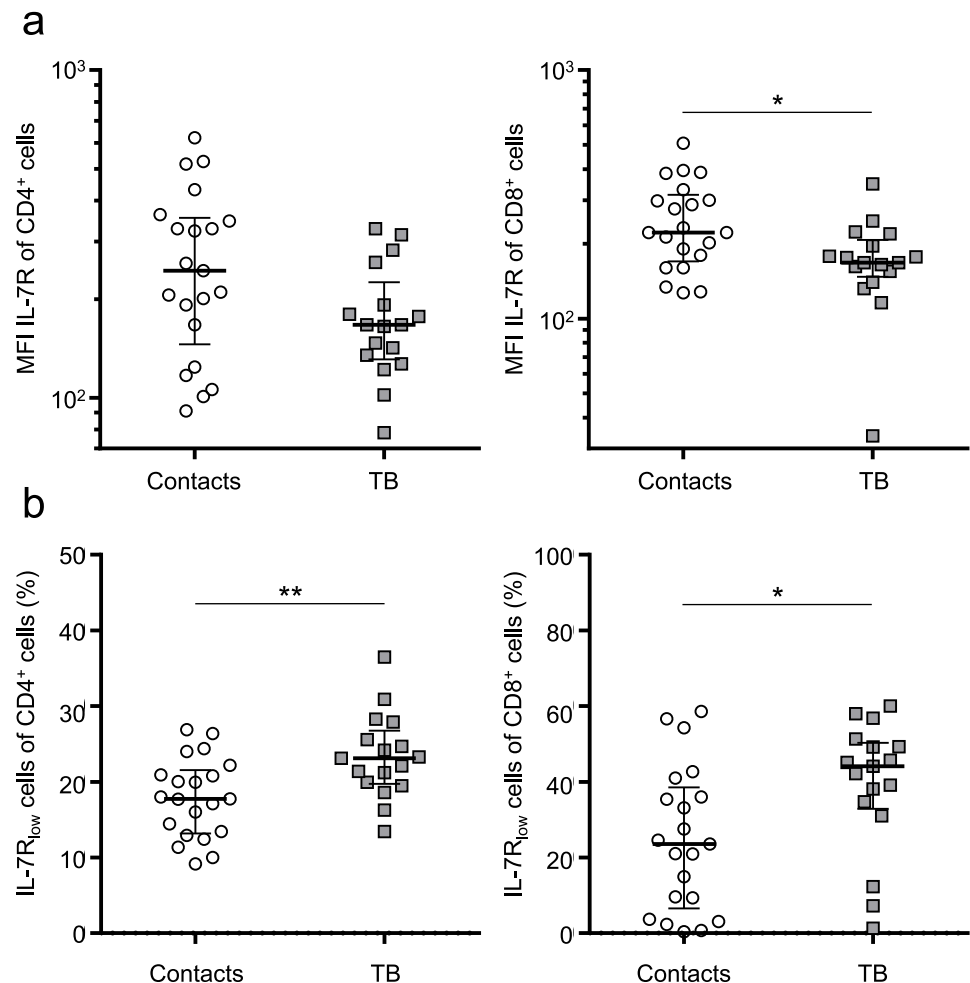 a
MFI IL-7R of CD4⁺ cells
10³
10²
Contacts
TB
MFI IL-7R of CD8⁺ cells
10³
10²
*
Contacts
TB
b
IL-7R_low cells of CD4⁺ cells (%)
50
40
30
20
10
0
**
Contacts
TB
IL-7R_low cells of CD8⁺ cells (%)
100
80
60
40
20
0
*
Contacts
TB